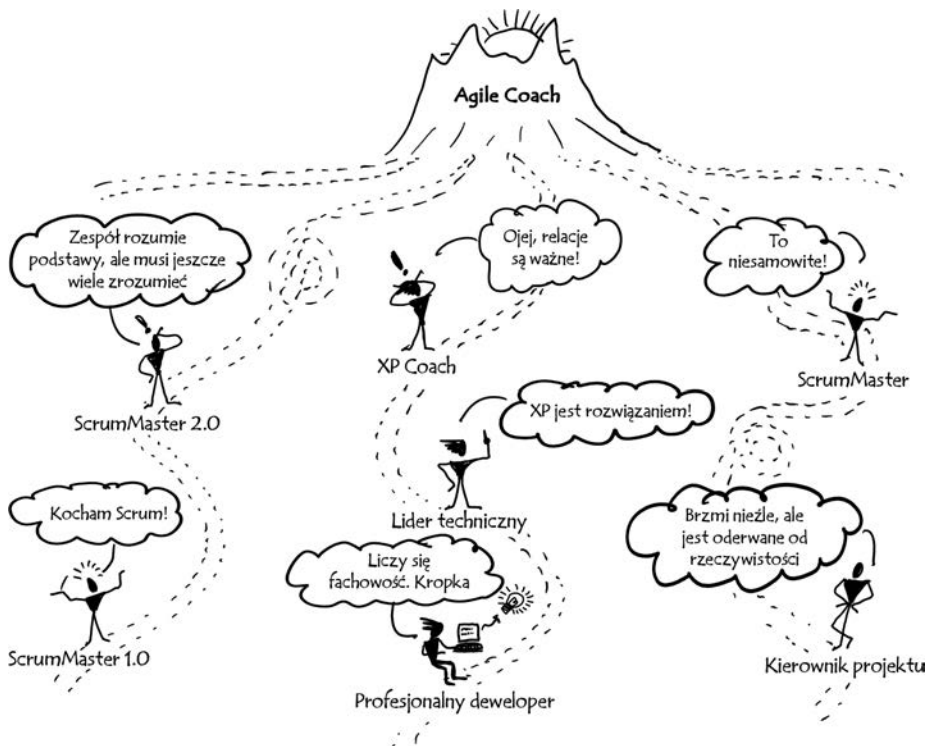 Agile Coach
Zespół rozumie
podstawy, ale musi jeszcze
wiele zrozumieć
ScrumMaster 2.0
Kocham Scrum!
ScrumMaster 1.0
Ojej, relacje
są ważne!
XP Coach
XP jest rozwiązaniem!
Lider techniczny
Liczy się
fachowość. Kropka
Profesjonalny deweloper
To
niesamowite!
ScrumMaster
Brzmi nieźle, ale
jest oderwane od
rzeczywistości
Kierownik projektu